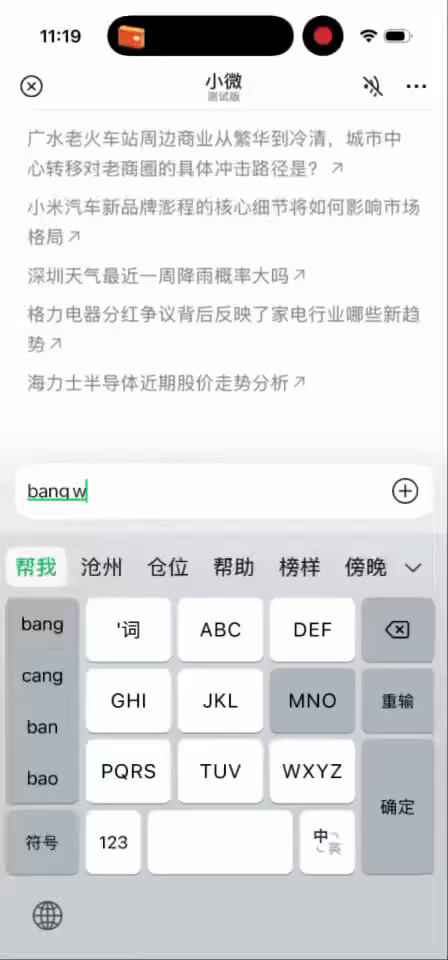 11:19
小微
测试版
广水老火车站周边商业从繁华到冷清，城市中
心转移对老商圈的具体冲击路径是？↗
小米汽车新品牌澎程的核心细节将如何影响市场
格局↗
深圳天气最近一周降雨概率大吗↗
格力电器分红争议背后反映了家电行业哪些新趋
势↗
海力士半导体近期股价走势分析↗
bang w
帮我 沧州 仓位 帮助 榜样 傍晚
bang '词 ABC DEF
cang GHI JKL MNO 重输
ban
bao PQRS TUV WXYZ 确定
符号 123 中 英